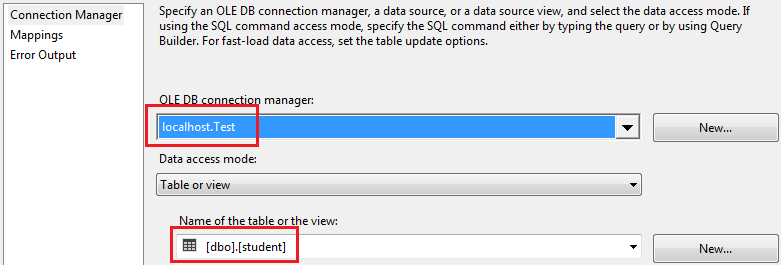 Connection Manager
Mappings
Error Output
Specify an OLE DB connection manager, a data source, or a data source view, and select the data access mode. If
using the SQL command access mode, specify the SQL command either by typing the query or by using Query
Builder. For fast-load data access, set the table update options.
OLE DB connection manager:
localhost.Test
New...
Data access mode:
Table or view
Name of the table or the view:
[dbo].[student]
New...